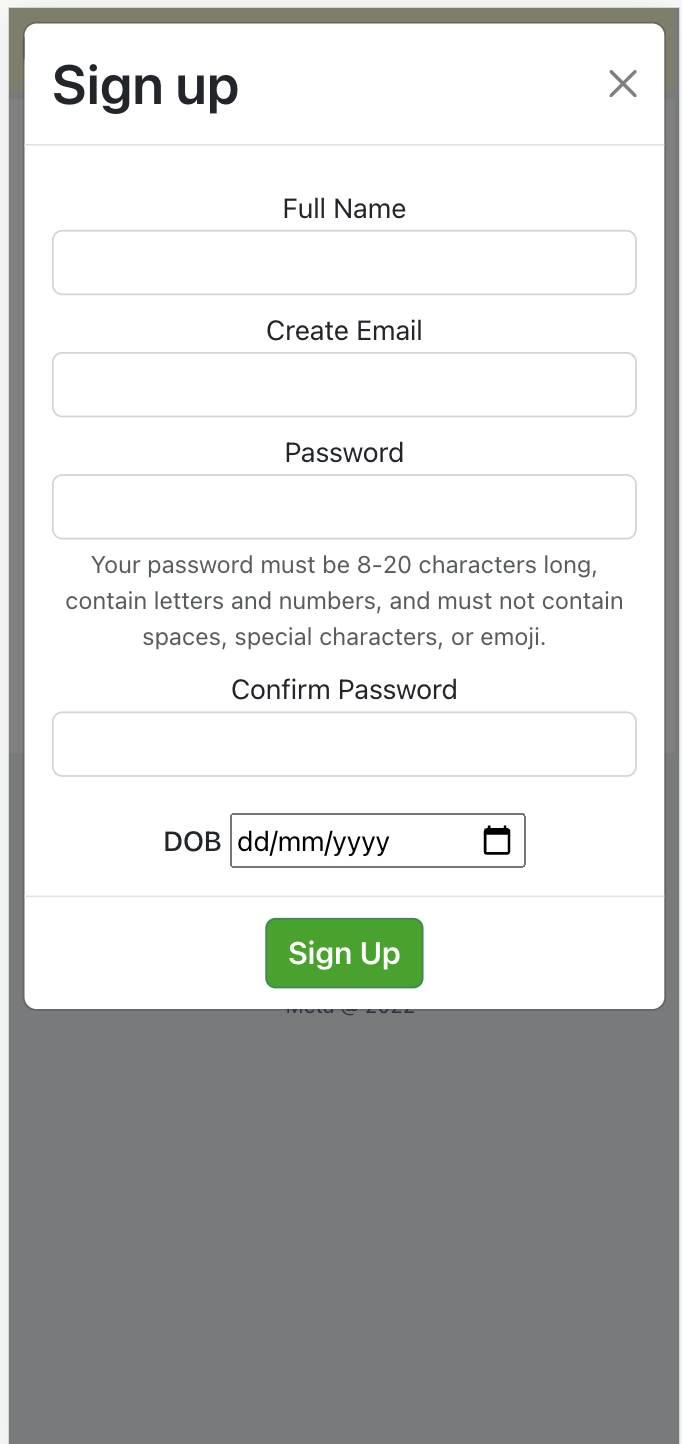 Sign up
Full Name
Create Email
Password
Your password must be 8-20 characters long,
contain letters and numbers, and must not contain
spaces, special characters, or emoji.
Confirm Password
DOB dd/mm/yyyy
Sign Up
Meta @ 2022